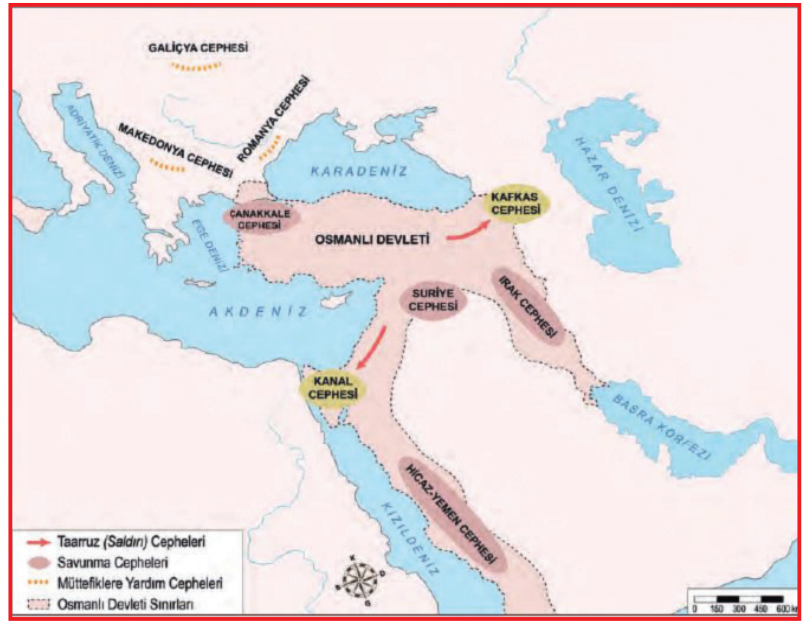 GALİÇYA CEPHESİ
ADRİYATİK DENİZİ
MAKEDONYA CEPHESİ
ROMANYA CEPHESİ
KARADENİZ
HAZAR DENİZİ
ÇANAKKALE
CEPHESİ
KAFKAS
CEPHESİ
EGE DENİZİ
OSMANLI DEVLETİ
SURİYE
CEPHESİ
IRAK CEPHESİ
AKDENİZ
KANAL
CEPHESİ
BASRA KÖRFEZİ
HİCAZ-YEMEN CEPHESİ
KIZILDENİZ
Taarruz (Saldırı) Cepheleri
Savunma Cepheleri
Müttefiklere Yardım Cepheleri
Osmanlı Devleti Sınırları
K
D
G
B
0 150 300 450 600 km